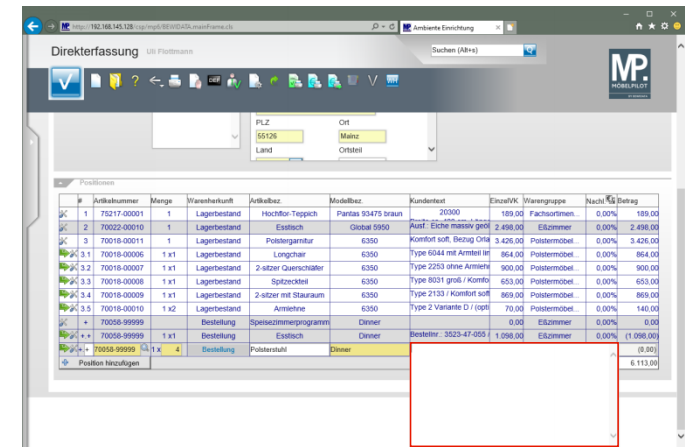 http://192.168.145.128/csp/mp6/BEWIDATA.mainFrame.cls
Ambiente Einrichtung
Direkterfassung Uli Flottmann
Suchen (Alt+s)
MP.
MÖBELPILOT
PLZ Ort
55126 Mainz
Land Ortsteil
Positionen
# Artikelnummer Menge Warenherkunft Artikelbez. Modellbez. Kundentext EinzelVK Warengruppe Nachl. Betrag
1 75217-00001 1 Lagerbestand Hochflor-Teppich Pantas 93475 braun 20300 189,00 Fachsortimen... 0,00% 189,00
2 70022-00010 1 Lagerbestand Esstisch Global 5950 Ausf.: Eiche massiv geöl 2.498,00 Eßzimmer 0,00% 2.498,00
3 70018-00011 1 Lagerbestand Polstergarnitur 6350 Komfort soft, Bezug Orla 3.426,00 Polstermöbel... 0,00% 3.426,00
3.1 70018-00006 1 x1 Lagerbestand Longchair 6350 Type 6044 mit Armteil lin 864,00 Polstermöbel... 0,00% 864,00
3.2 70018-00007 1 x1 Lagerbestand 2-sitzer Querschläfer 6350 Type 2253 ohne Armlehn 900,00 Polstermöbel... 0,00% 900,00
3.3 70018-00008 1 x1 Lagerbestand Spitzeckteil 6350 Type 8031 groß / Komfo 653,00 Polstermöbel... 0,00% 653,00
3.4 70018-00009 1 x1 Lagerbestand 2-sitzer mit Stauraum 6350 Type 2133 / Komfort soft 869,00 Polstermöbel... 0,00% 869,00
3.5 70018-00010 1 x2 Lagerbestand Armlehne 6350 Type 2 Variante D / (opti 70,00 Polstermöbel... 0,00% 140,00
+ 70058-99999 Bestellung Speisezimmerprogramm Dinner 0,00 Eßzimmer 0,00% 0,00
+.+ 70058-99999 1 x1 Bestellung Esstisch Dinner Bestellnr.: 3523-47-055 / 1.098,00 Eßzimmer 0,00% (1.098,00)
+.+ 70058-99999 1 x 4 Bestellung Polsterstuhl Dinner (0,00)
Position hinzufügen 6.113,00